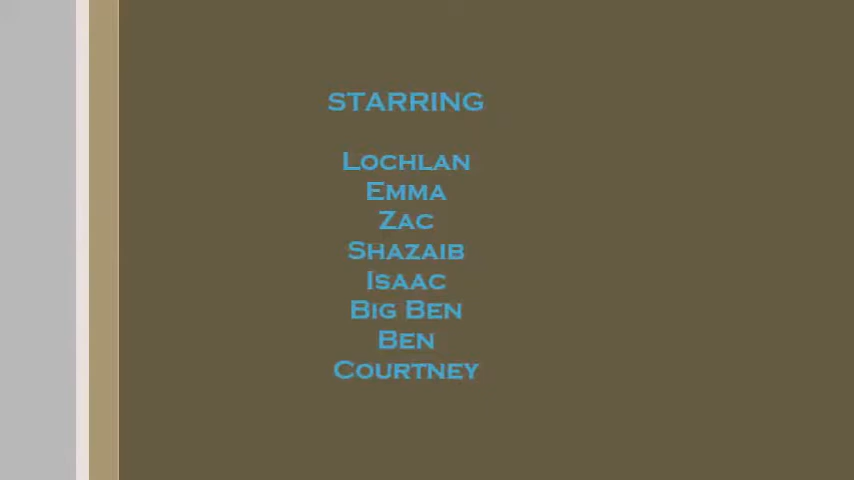 STARRING
LOCHLAN
EMMA
ZAC
SHAZAIB
ISAAC
BIG BEN
BEN
COURTNEY